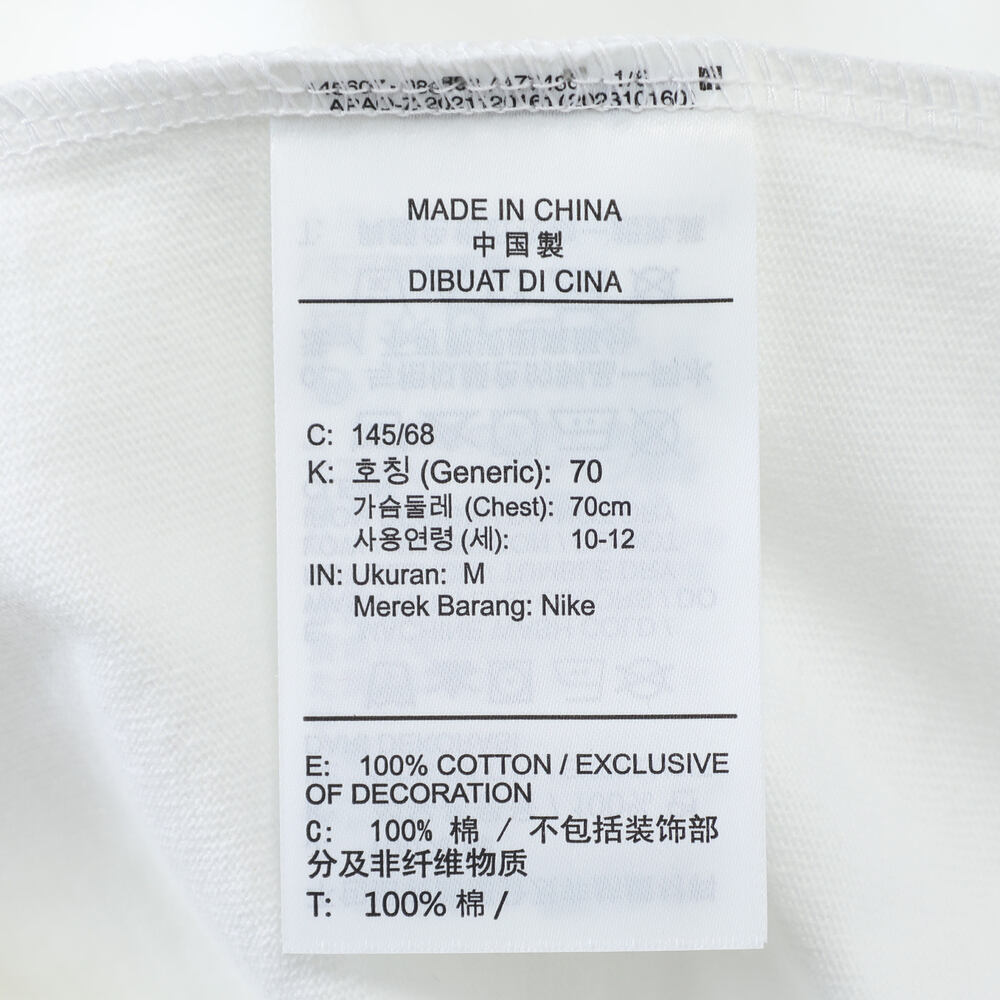 MADE IN CHINA
中国製
DIBUAT DI CINA
C: 145/68
K: 호칭 (Generic): 70
가슴둘레 (Chest): 70cm
사용연령 (세): 10-12
IN: Ukuran: M
Merek Barang: Nike
E: 100% COTTON / EXCLUSIVE
OF DECORATION
C: 100% 棉 / 不包括装饰部
分及非纤维物质
T: 100% 棉 /